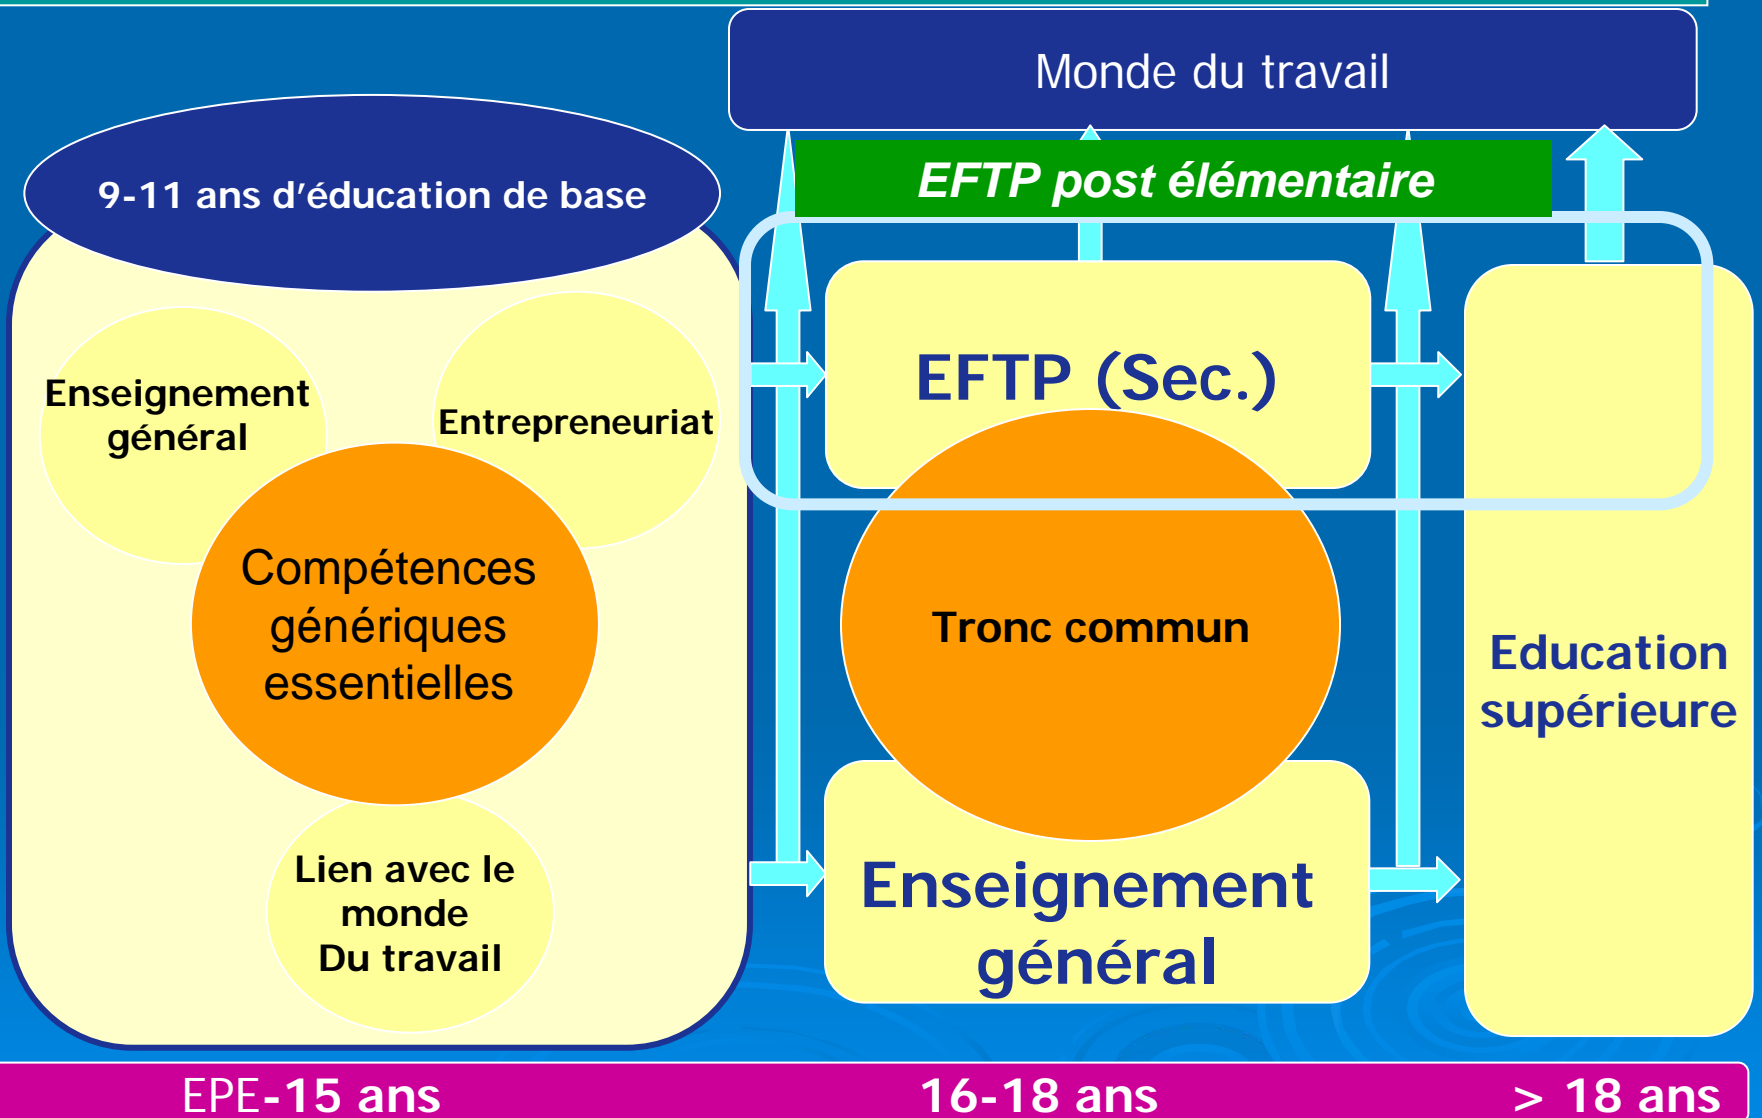 Monde du travail
9-11 ans d’éducation de base
EFTP post élémentaire
Enseignement
général
Entrepreneuriat
Compétences
génériques
essentielles
Lien avec le
monde
Du travail
EFTP (Sec.)
Tronc commun
Enseignement
général
Education
supérieure
EPE-15 ans
16-18 ans
> 18 ans